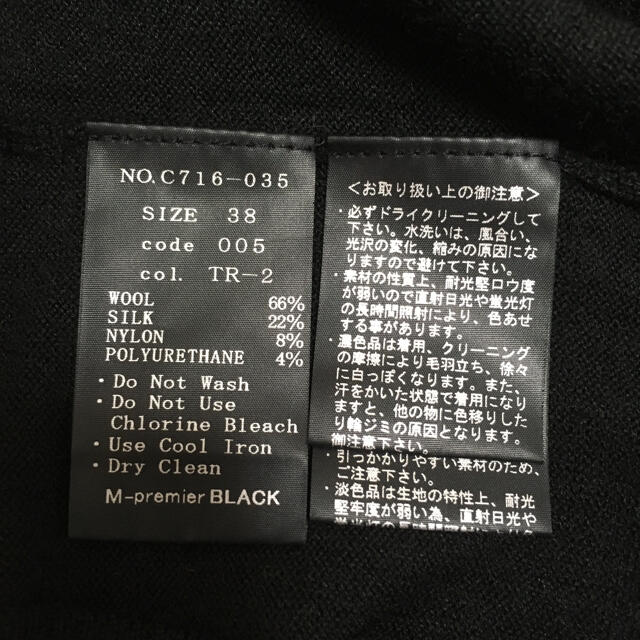 NO.C716-035
SIZE 38
code 005
col. TR-2
WOOL 66%
SILK 22%
NYLON 8%
POLYURETHANE 4%
・Do Not Wash
・Do Not Use
Chlorine Bleach
・Use Cool Iron
・Dry Clean
M-premier BLACK
＜お取り扱い上の御注意＞
・必ずドライクリーニングして
下さい。水洗いは、風合い、
光沢の変化、縮みの原因にな
りますので避けて下さい。
・素材の性質上、耐光堅ロウ度
が弱いので直射日光や蛍光灯
の長時間照射により、色あせ
する事があります。
・濃色品は着用、クリーニング
の摩擦により毛羽立ち、徐々
に白っぽくなります。また、
汗をかいた状態で着用になり
ますと、他の物に色移りした
り輪ジミの原因となります。
御注意下さい。
・引っかかりやすい素材のため、
ご注意下さい。
・淡色品は生地の特性上、耐光
堅牢度が弱い為、直射日光や